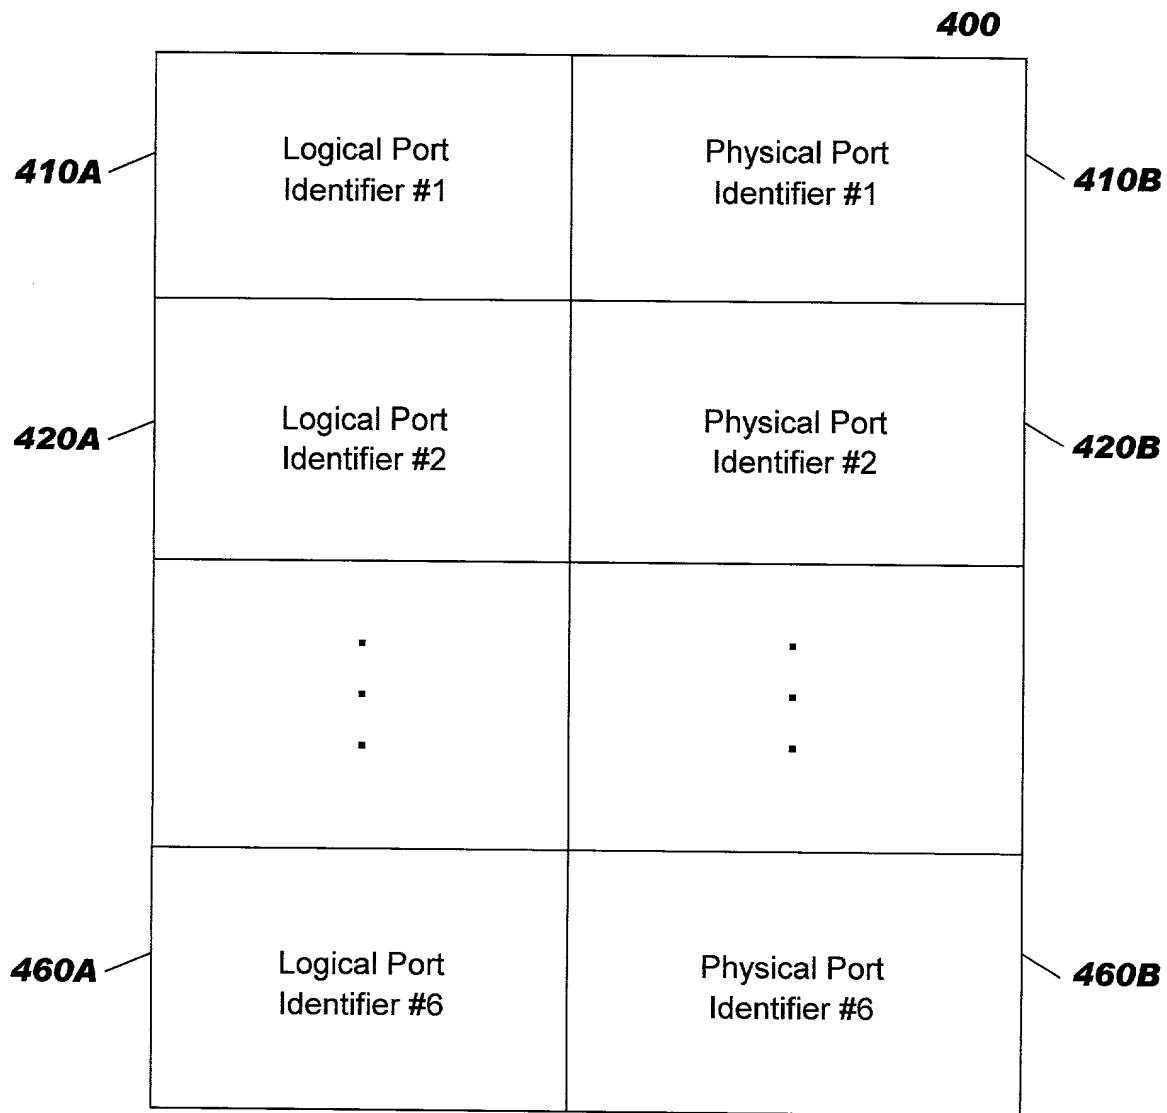 400
410A
Logical Port
Identifier #1
Physical Port
Identifier #1
410B
420A
Logical Port
Identifier #2
Physical Port
Identifier #2
420B
460A
Logical Port
Identifier #6
Physical Port
Identifier #6
460B